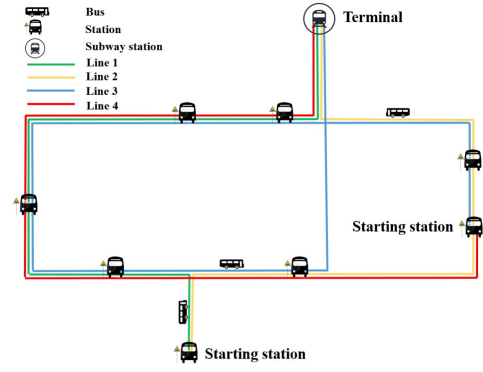 Bus
Station
Subway station
Line 1
Line 2
Line 3
Line 4
Terminal
Starting station
Starting station